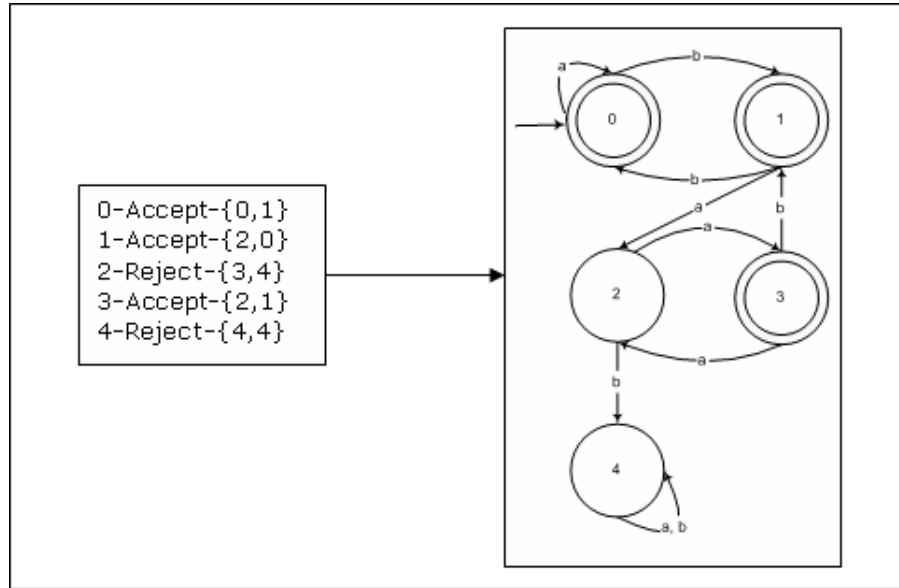 0-Accept-{0,1}
1-Accept-{2,0}
2-Reject-{3,4}
3-Accept-{2,1}
4-Reject-{4,4}
a
b
0
1
b
a
b
a
2
3
a
b
4
a, b